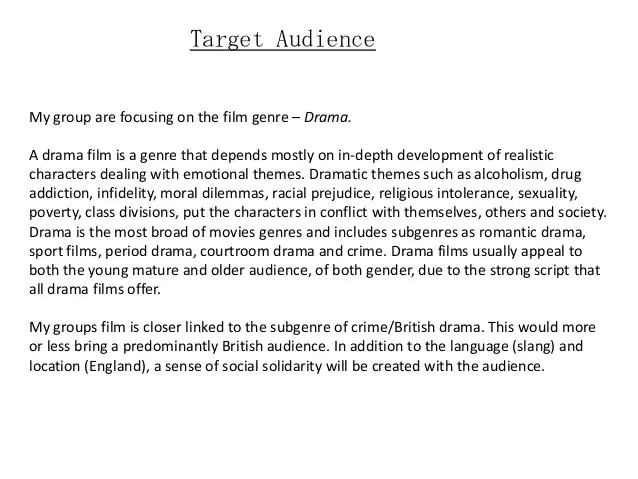 Target Audience
My group are focusing on the film genre – Drama.
A drama film is a genre that depends mostly on in-depth development of realistic
characters dealing with emotional themes. Dramatic themes such as alcoholism, drug
addiction, infidelity, moral dilemmas, racial prejudice, religious intolerance, sexuality,
poverty, class divisions, put the characters in conflict with themselves, others and society.
Drama is the most broad of movies genres and includes subgenres as romantic drama,
sport films, period drama, courtroom drama and crime. Drama films usually appeal to
both the young mature and older audience, of both gender, due to the strong script that
all drama films offer.
My groups film is closer linked to the subgenre of crime/British drama. This would more
or less bring a predominantly British audience. In addition to the language (slang) and
location (England), a sense of social solidarity will be created with the audience.